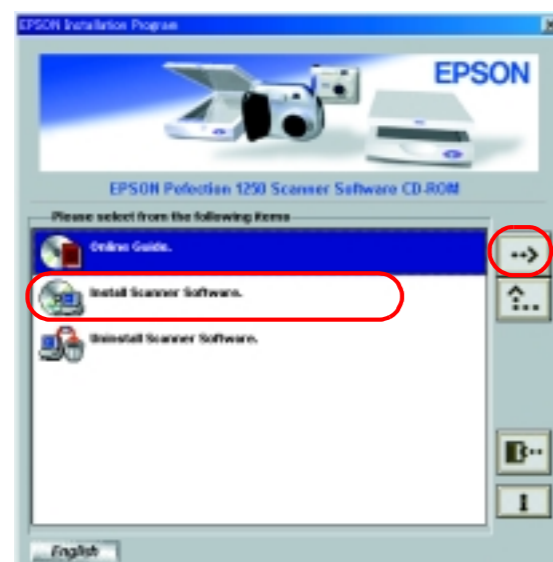 EPSON Installation Program
EPSON
EPSON Pefection 1250 Scanner Software CD-ROM
Please select from the following items
Online Guide.
Install Scanner Software.
Uninstall Scanner Software.
English